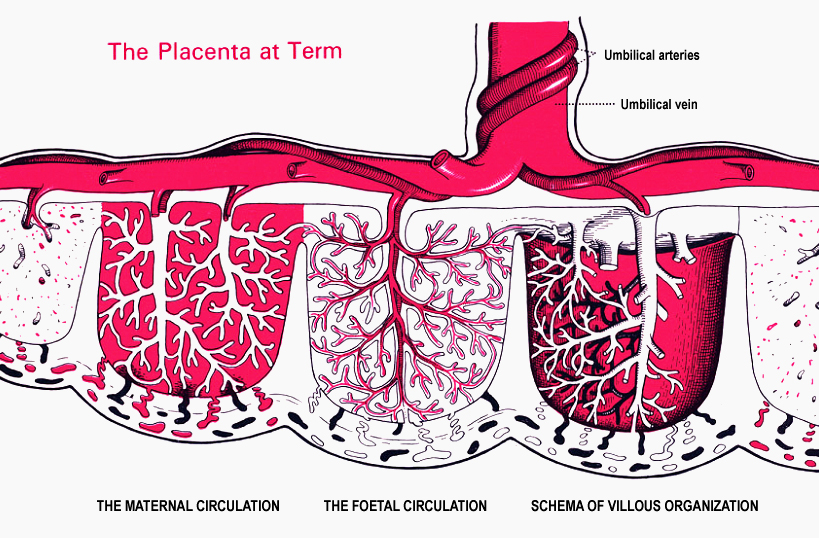 The Placenta at Term
Umbilical arteries
Umbilical vein
THE MATERNAL CIRCULATION
THE FOETAL CIRCULATION
SCHEMA OF VILLOUS ORGANIZATION